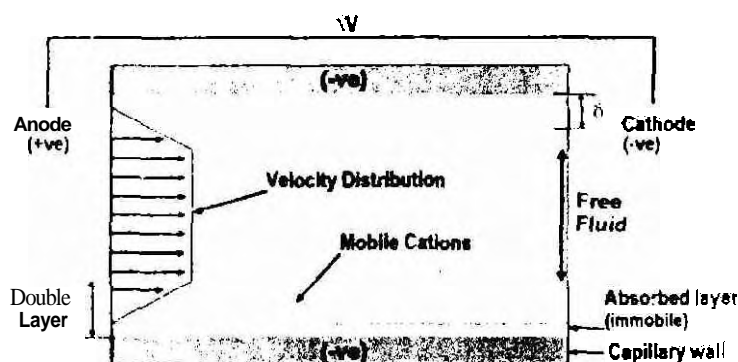 \V
(-ve)
Anode
(+ve)
δ
Cathode
(-ve)
Velocity Distribution
Free
Fluid
Mobile Cations
Double
Layer
Absorbed layer
(immobile)
(-ve)
Capillary wall